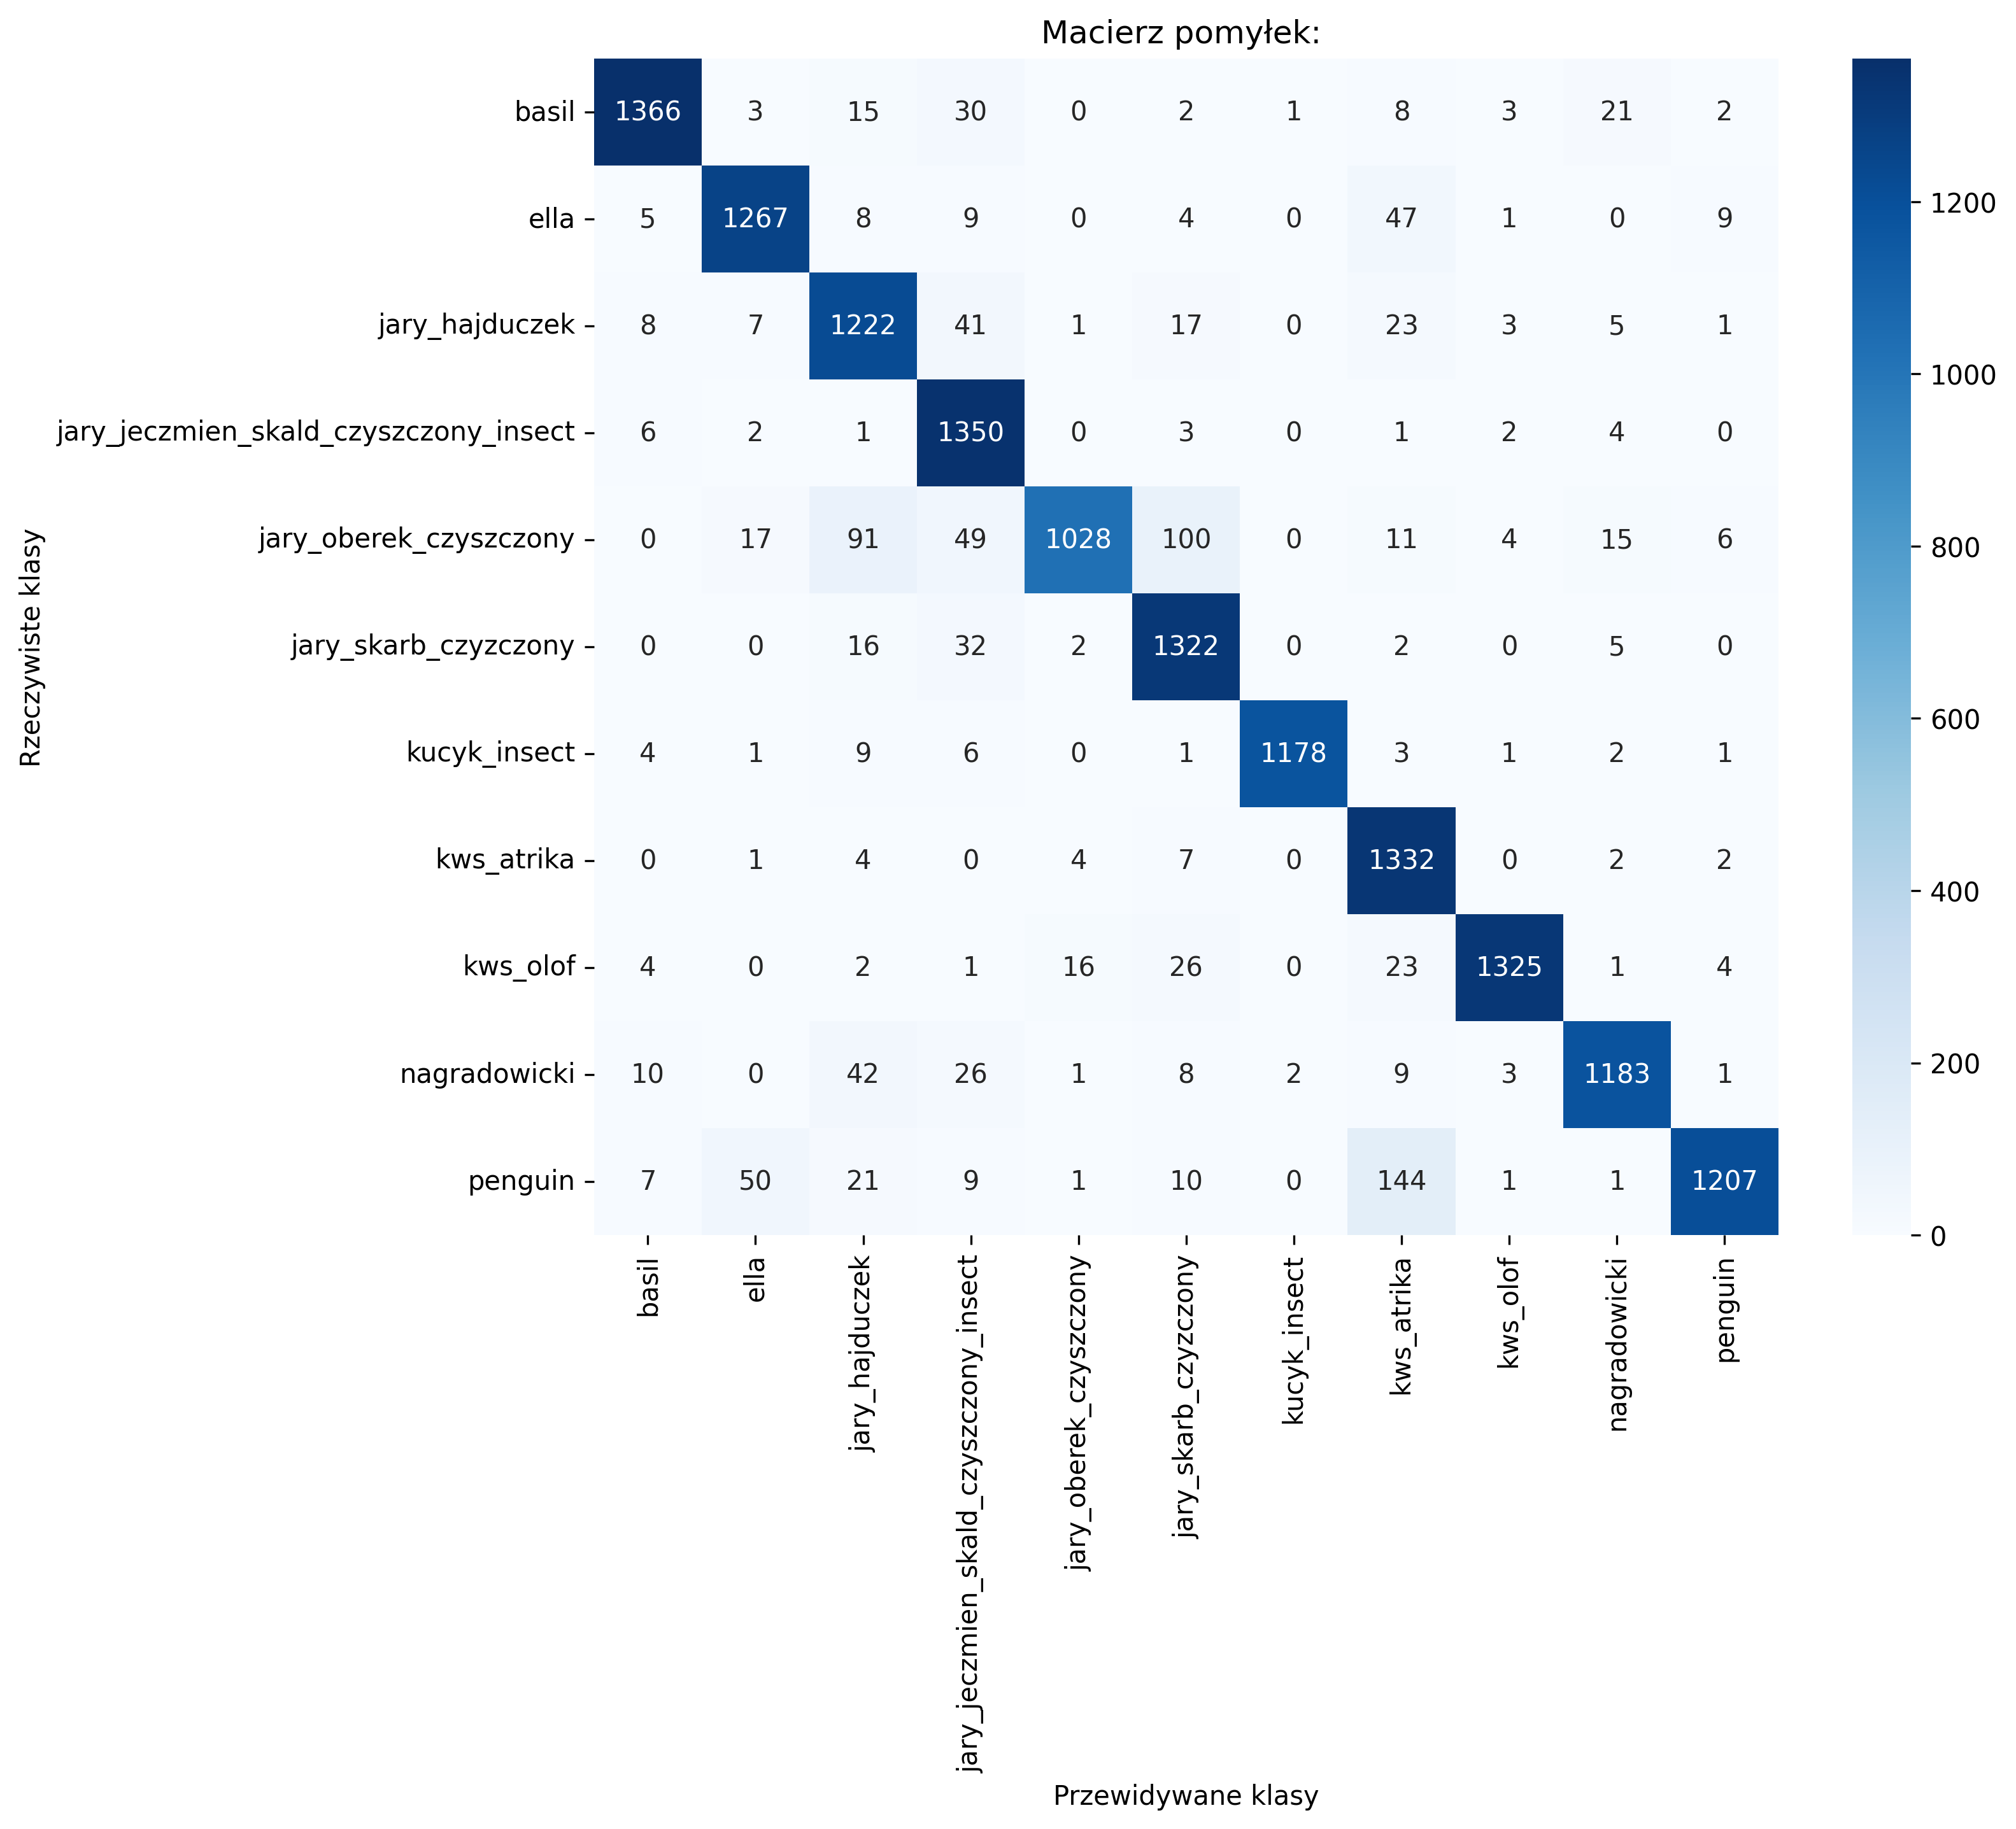 Macierz pomyłek:
basil 1366 3 15 30 0 2 1 8 3 21 2
ella 5 1267 8 9 0 4 0 47 1 0 9
jary_hajduczek 8 7 1222 41 1 17 0 23 3 5 1
jary_jeczmien_skald_czyszczony_insect 6 2 1 1350 0 3 0 1 2 4 0
jary_oberek_czyszczony 0 17 91 49 1028 100 0 11 4 15 6
jary_skarb_czyzczony 0 0 16 32 2 1322 0 2 0 5 0
kucyk_insect 4 1 9 6 0 1 1178 3 1 2 1
kws_atrika 0 1 4 0 4 7 0 1332 0 2 2
kws_olof 4 0 2 1 16 26 0 23 1325 1 4
nagradowicki 10 0 42 26 1 8 2 9 3 1183 1
penguin 7 50 21 9 1 10 0 144 1 1 1207
Rzeczywiste klasy
basil
ella
jary_hajduczek
jary_jeczmien_skald_czyszczony_insect
jary_oberek_czyszczony
jary_skarb_czyzczony
kucyk_insect
kws_atrika
kws_olof
nagradowicki
penguin
Przewidywane klasy
1200
1000
800
600
400
200
0